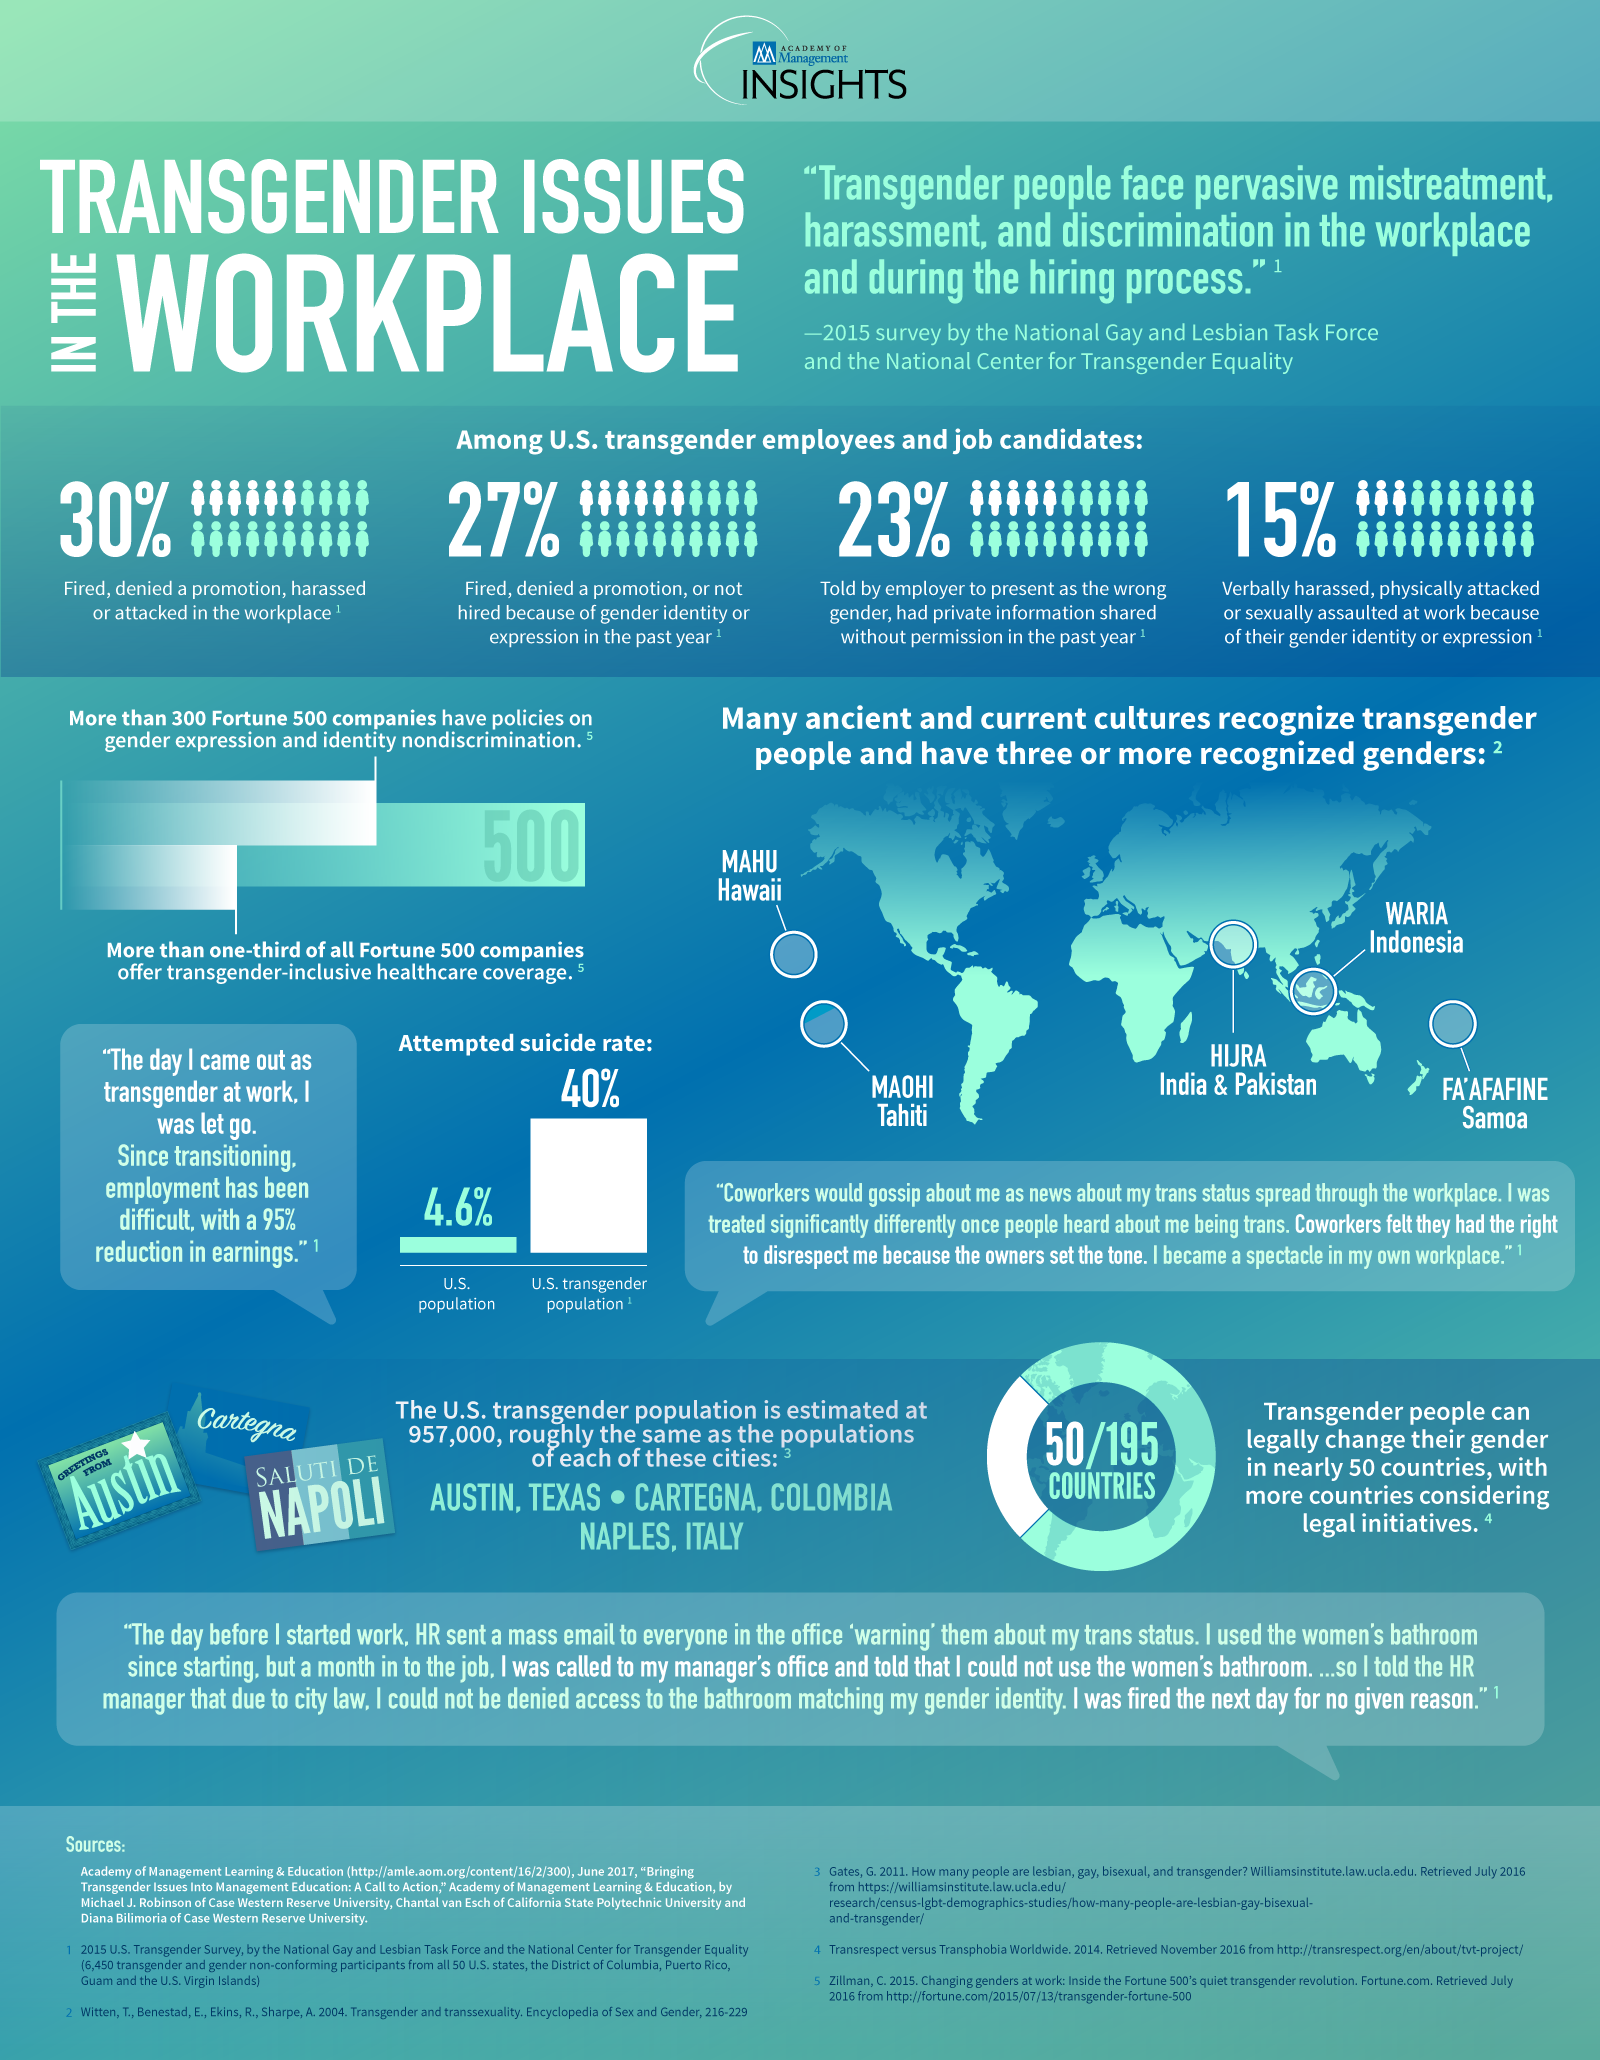 ACADEMY OF
Management
INSIGHTS
TRANSGENDER ISSUES
IN THE
WORKPLACE
“Transgender people face pervasive mistreatment,
harassment, and discrimination in the workplace
and during the hiring process.” 1
—2015 survey by the National Gay and Lesbian Task Force
and the National Center for Transgender Equality
Among U.S. transgender employees and job candidates:
30%
Fired, denied a promotion, harassed
or attacked in the workplace 1
27%
Fired, denied a promotion, or not
hired because of gender identity or
expression in the past year 1
23%
Told by employer to present as the wrong
gender, had private information shared
without permission in the past year 1
15%
Verbally harassed, physically attacked
or sexually assaulted at work because
of their gender identity or expression 1
More than 300 Fortune 500 companies have policies on
gender expression and identity nondiscrimination. 5
500
More than one-third of all Fortune 500 companies
offer transgender-inclusive healthcare coverage. 5
Many ancient and current cultures recognize transgender
people and have three or more recognized genders: 2
MAHU
Hawaii
MAOHI
Tahiti
HIJRA
India & Pakistan
WARIA
Indonesia
FA’AFAFINE
Samoa
“The day I came out as
transgender at work, I
was let go.
Since transitioning,
employment has been
difficult, with a 95%
reduction in earnings.” 1
Attempted suicide rate:
40%
4.6%
U.S.
population
U.S. transgender
population 1
“Coworkers would gossip about me as news about my trans status spread through the workplace. I was
treated significantly differently once people heard about me being trans. Coworkers felt they had the right
to disrespect me because the owners set the tone. I became a spectacle in my own workplace.” 1
GREETINGS
FROM
Austin
Cartegna
SALUTI DE
NAPOLI
The U.S. transgender population is estimated at
957,000, roughly the same as the populations
of each of these cities: 3
AUSTIN, TEXAS • CARTEGNA, COLOMBIA
NAPLES, ITALY
50/195
COUNTRIES
Transgender people can
legally change their gender
in nearly 50 countries, with
more countries considering
legal initiatives. 4
“The day before I started work, HR sent a mass email to everyone in the office ‘warning’ them about my trans status. I used the women’s bathroom
since starting, but a month in to the job, I was called to my manager’s office and told that I could not use the women’s bathroom. ...so I told the HR
manager that due to city law, I could not be denied access to the bathroom matching my gender identity. I was fired the next day for no given reason.” 1
Sources:
Academy of Management Learning & Education (http://amle.aom.org/content/16/2/300), June 2017, “Bringing
Transgender Issues Into Management Education: A Call to Action,” Academy of Management Learning & Education, by
Michael J. Robinson of Case Western Reserve University, Chantal van Esch of California State Polytechnic University and
Diana Bilimoria of Case Western Reserve University.
1 2015 U.S. Transgender Survey, by the National Gay and Lesbian Task Force and the National Center for Transgender Equality
(6,450 transgender and gender non-conforming participants from all 50 U.S. states, the District of Columbia, Puerto Rico,
Guam and the U.S. Virgin Islands)
2 Witten, T., Benestad, E., Ekins, R., Sharpe, A. 2004. Transgender and transsexuality. Encyclopedia of Sex and Gender, 216-229
3 Gates, G. 2011. How many people are lesbian, gay, bisexual, and transgender? Williamsinstitute.law.ucla.edu. Retrieved July 2016
from https://williamsinstitute.law.ucla.edu/
research/census-lgbt-demographics-studies/how-many-people-are-lesbian-gay-bisexual-
and-transgender/
4 Transrespect versus Transphobia Worldwide. 2014. Retrieved November 2016 from http://transrespect.org/en/about/tvt-project/
5 Zillman, C. 2015. Changing genders at work: Inside the Fortune 500’s quiet transgender revolution. Fortune.com. Retrieved July
2016 from http://fortune.com/2015/07/13/transgender-fortune-500